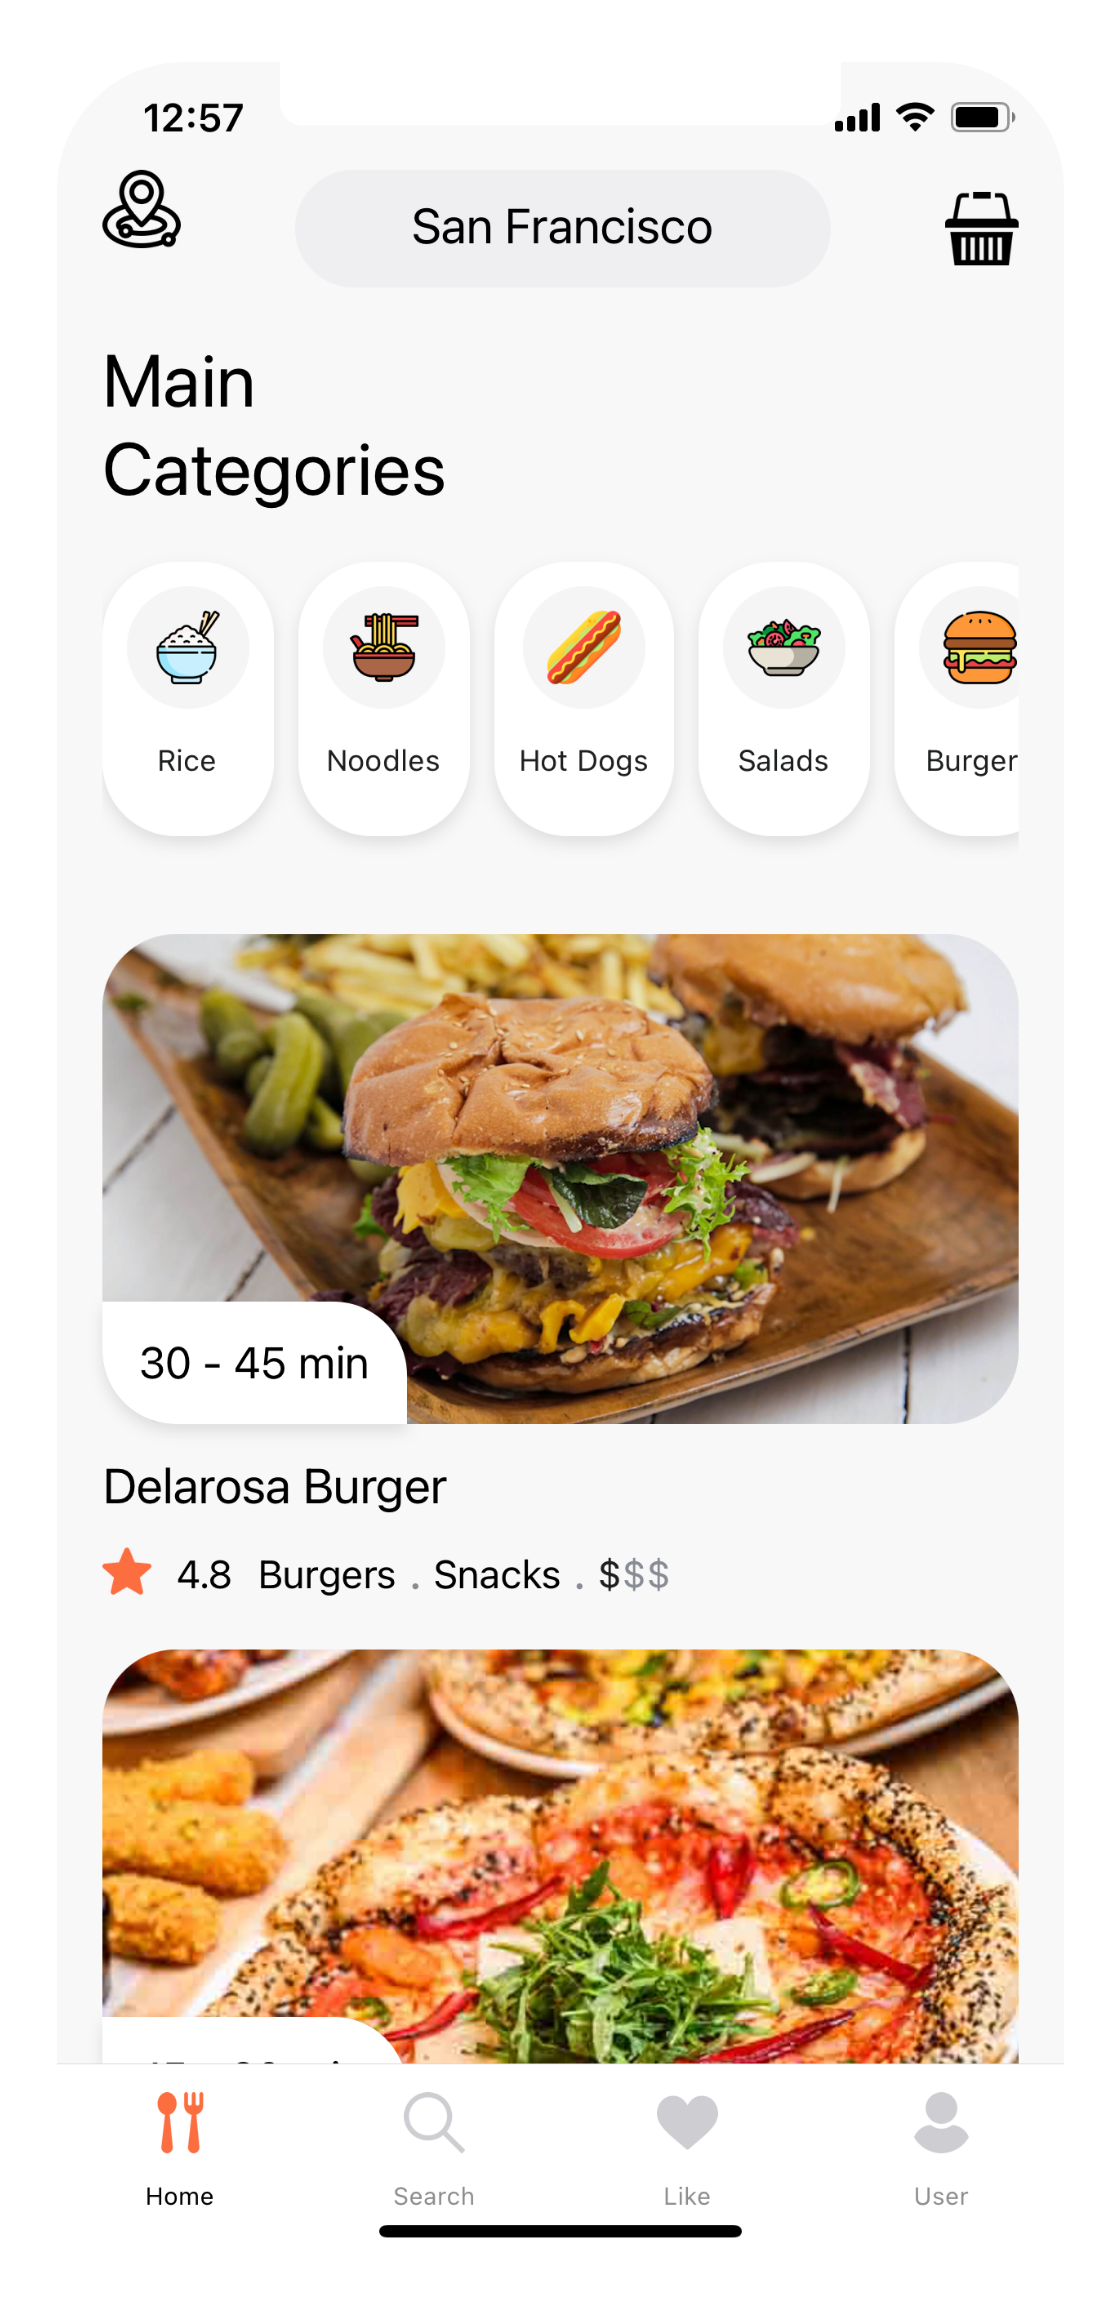 12:57
San Francisco
Main
Categories
Rice
Noodles
Hot Dogs
Salads
Burger
30 - 45 min
Delarosa Burger
4.8 Burgers . Snacks . $$$
Home
Search
Like
User